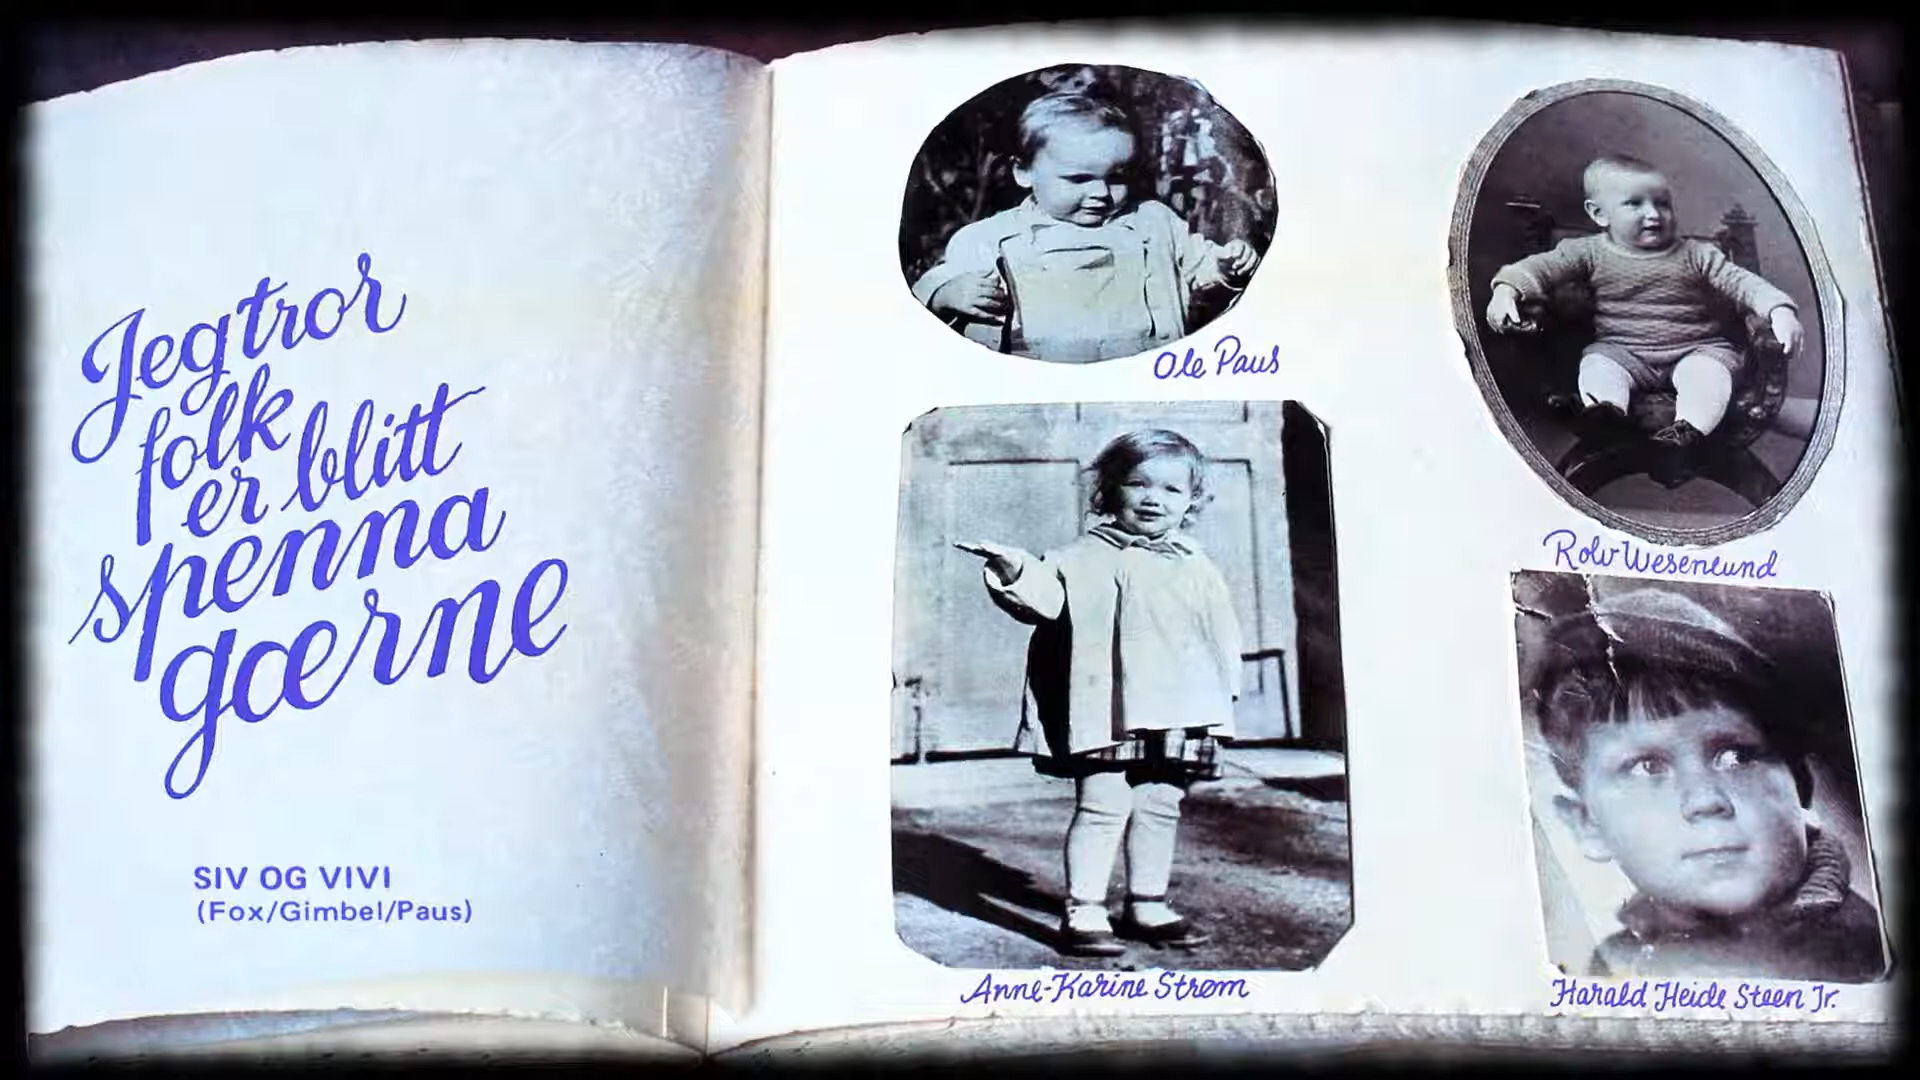 Jeg tror
folk
er blitt
spenna
gærne
SIV OG VIVI
(Fox/Gimbel/Paus)
Ole Paus
Rolv Wesenlund
Anne-Karine Strøm
Harald Heide Steen Jr.